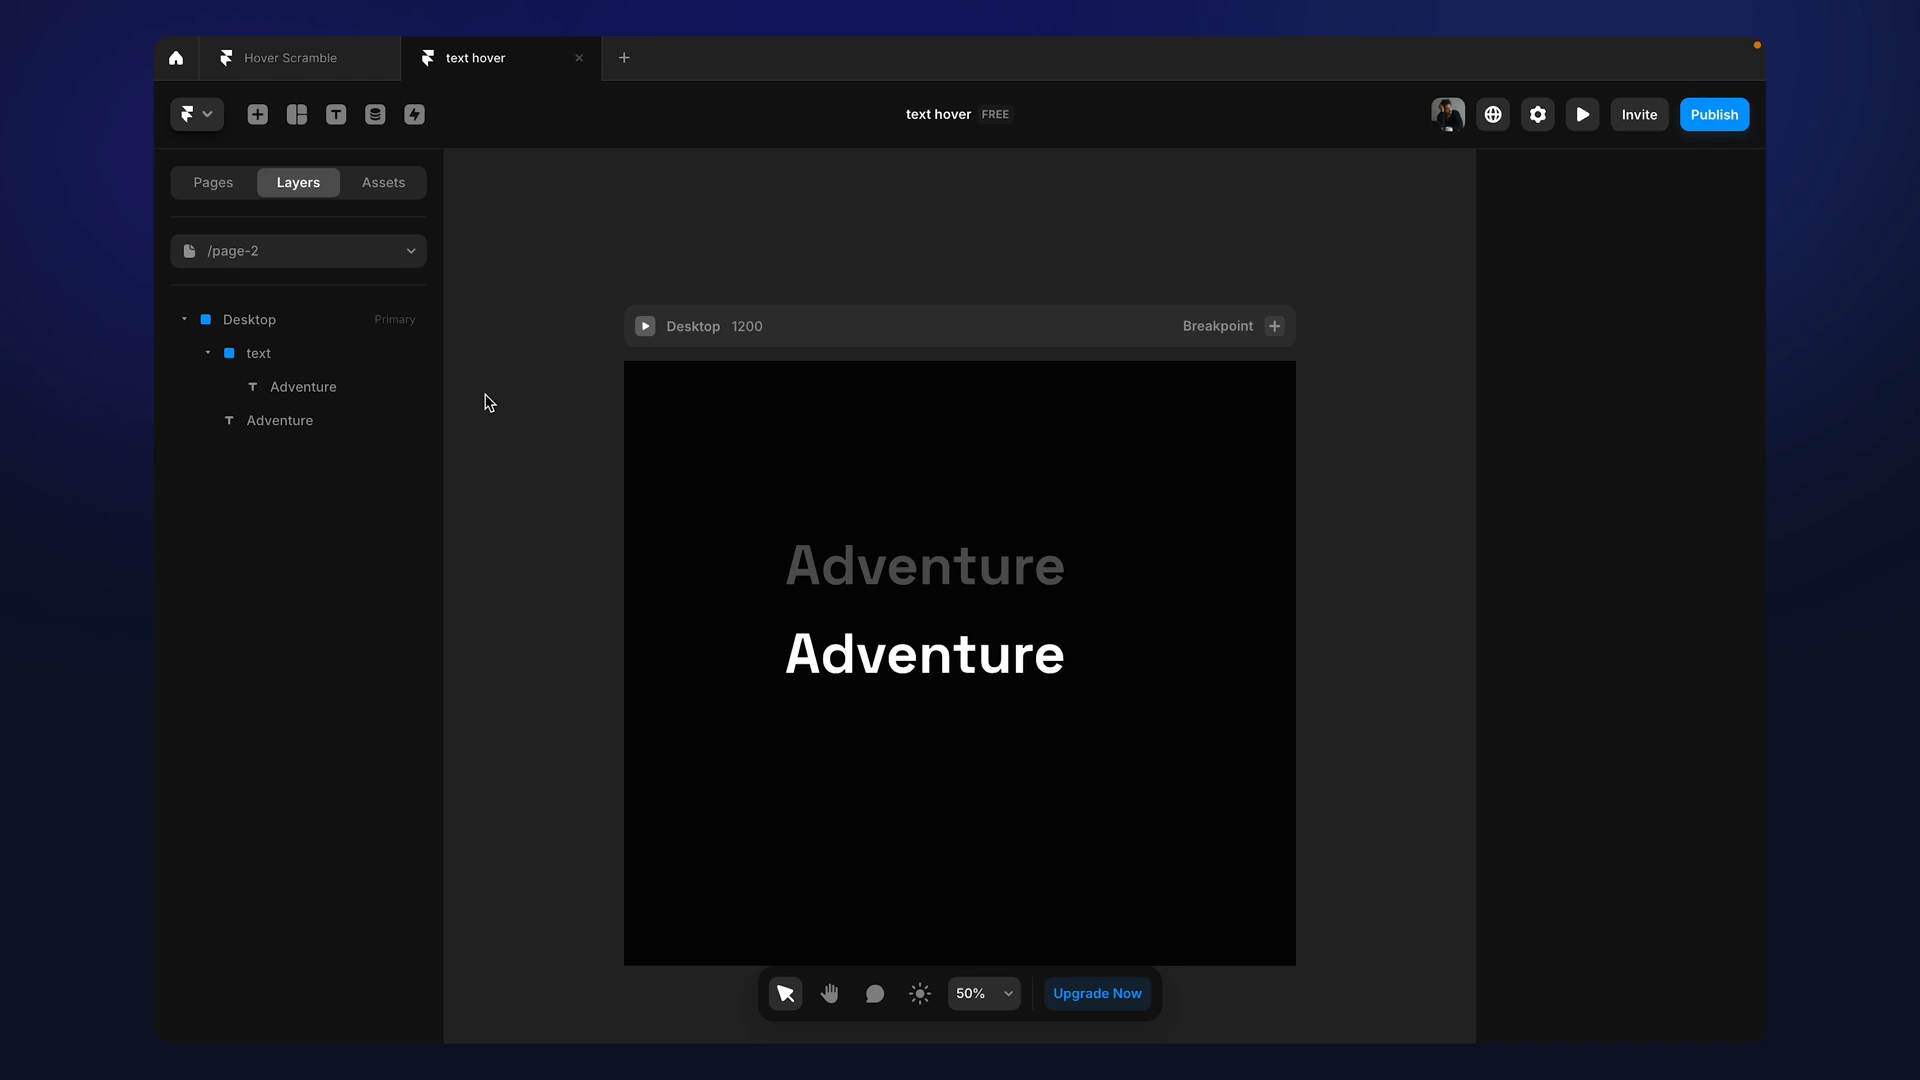 Hover Scramble
text hover
text hover FREE
Invite
Publish
Pages
Layers
Assets
/page-2
Desktop
Primary
text
Adventure
Adventure
Desktop 1200
Breakpoint
Adventure
Adventure
50%
Upgrade Now